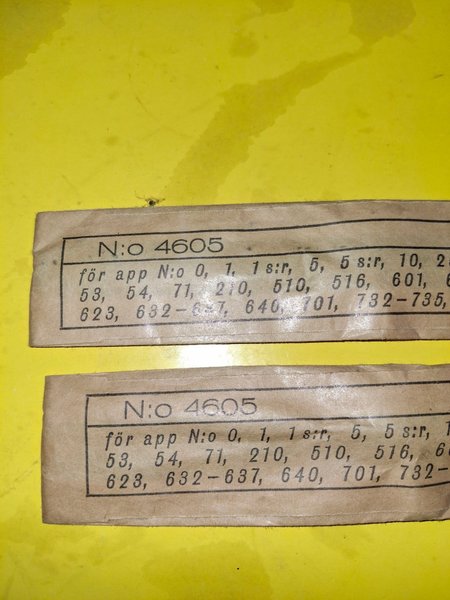 N:o 4605
för app N:o 0, 1, 1 s:r, 5, 5 s:r, 10,
53, 54, 71, 210, 510, 516, 601,
623, 632-637, 640, 701, 732-735,
N:o 4605
för app N:o 0, 1, 1 s:r, 5, 5 s:r,
53, 54, 71, 210, 510, 516,
623, 632-637, 640, 701, 732-